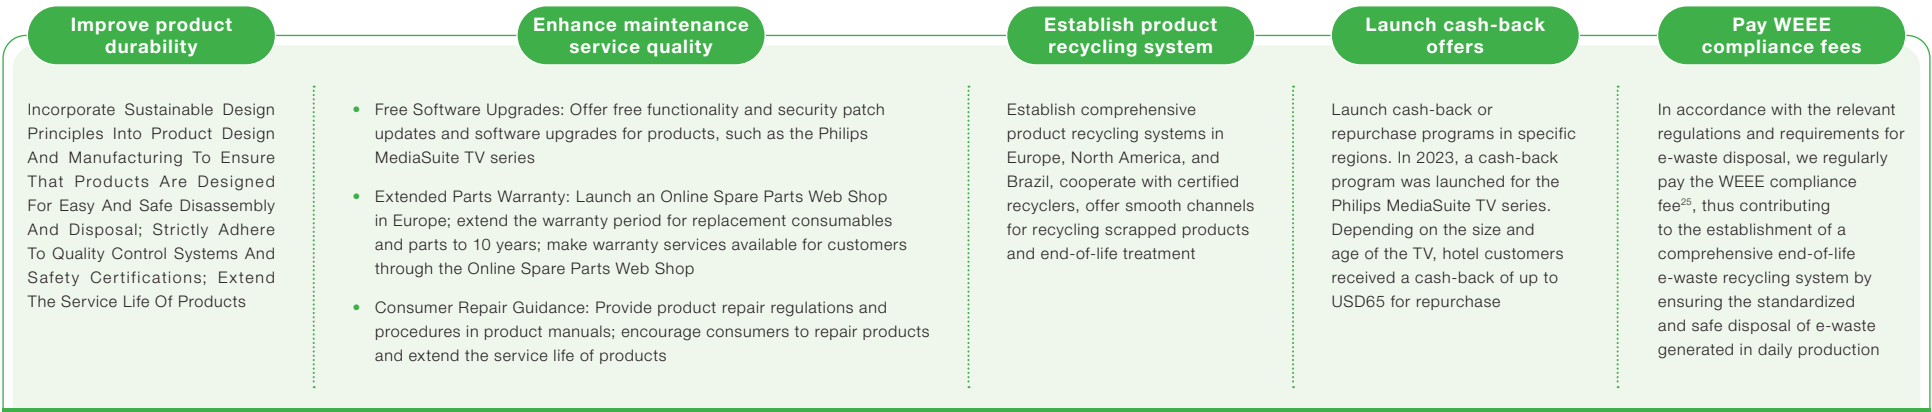 Improve product
durability
Incorporate Sustainable Design
Principles Into Product Design
And Manufacturing To Ensure
That Products Are Designed
For Easy And Safe Disassembly
And Disposal; Strictly Adhere
To Quality Control Systems And
Safety Certifications; Extend
The Service Life Of Products
Enhance maintenance
service quality
• Free Software Upgrades: Offer free functionality and security patch
updates and software upgrades for products, such as the Philips
MediaSuite TV series
• Extended Parts Warranty: Launch an Online Spare Parts Web Shop
in Europe; extend the warranty period for replacement consumables
and parts to 10 years; make warranty services available for customers
through the Online Spare Parts Web Shop
• Consumer Repair Guidance: Provide product repair regulations and
procedures in product manuals; encourage consumers to repair products
and extend the service life of products
Establish product
recycling system
Establish comprehensive
product recycling systems in
Europe, North America, and
Brazil, cooperate with certified
recyclers, offer smooth channels
for recycling scrapped products
and end-of-life treatment
Launch cash-back
offers
Launch cash-back or
repurchase programs in specific
regions. In 2023, a cash-back
program was launched for the
Philips MediaSuite TV series.
Depending on the size and
age of the TV, hotel customers
received a cash-back of up to
USD65 for repurchase
Pay WEEE
compliance fees
In accordance with the relevant
regulations and requirements for
e-waste disposal, we regularly
pay the WEEE compliance
fee²⁵, thus contributing
to the establishment of a
comprehensive end-of-life
e-waste recycling system by
ensuring the standardized
and safe disposal of e-waste
generated in daily production